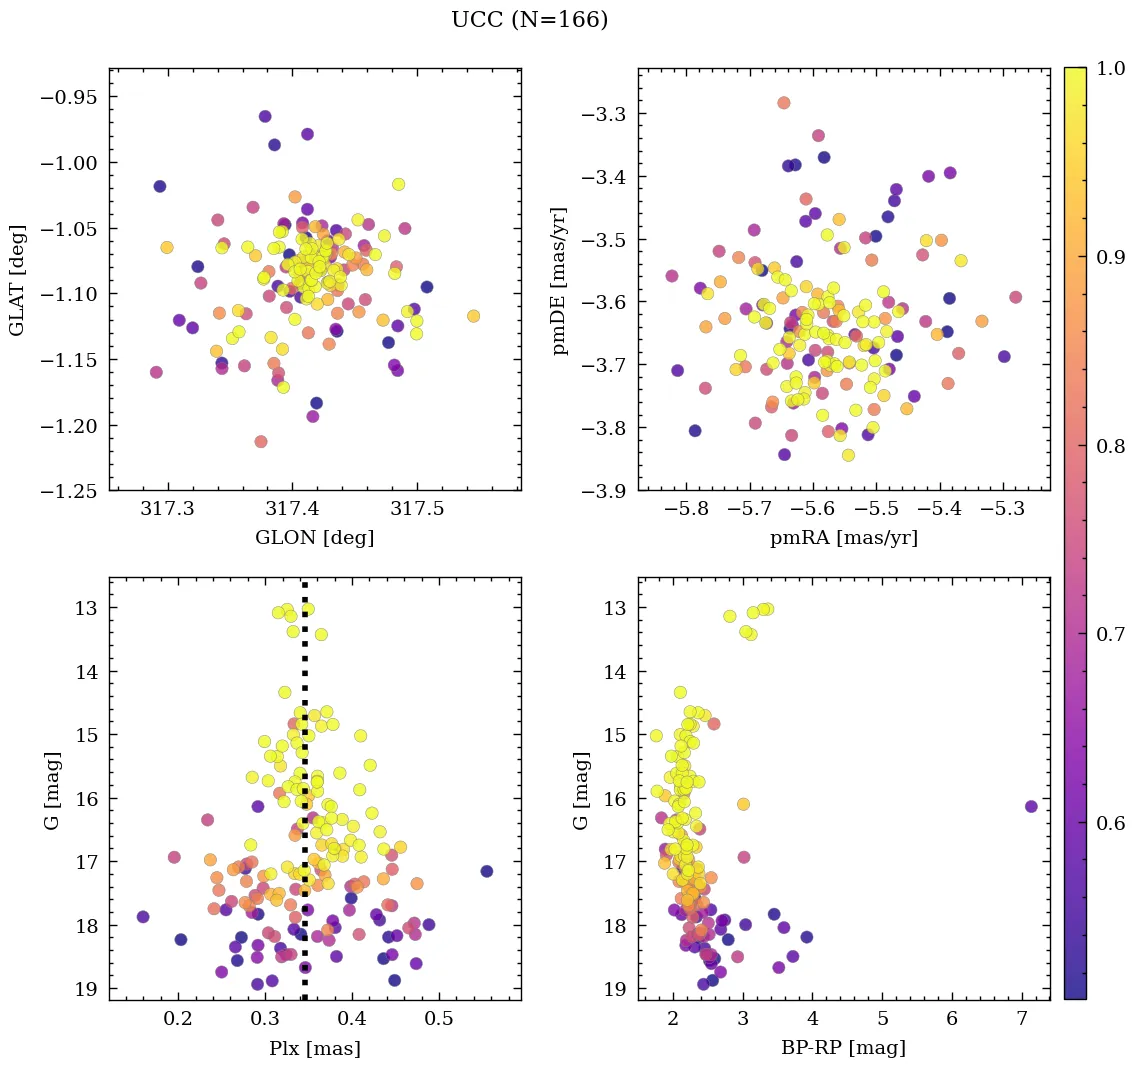 UCC (N=166)
−0.95
−1.00
−1.05
−1.10
−1.15
−1.20
−1.25
GLAT [deg]
317.3 317.4 317.5
GLON [deg]
−3.3
−3.4
−3.5
−3.6
−3.7
−3.8
−3.9
pmDE [mas/yr]
−5.8 −5.7 −5.6 −5.5 −5.4 −5.3
pmRA [mas/yr]
13
14
15
16
17
18
19
G [mag]
0.2 0.3 0.4 0.5
Plx [mas]
13
14
15
16
17
18
19
G [mag]
2 3 4 5 6 7
BP-RP [mag]
1.0
0.9
0.8
0.7
0.6